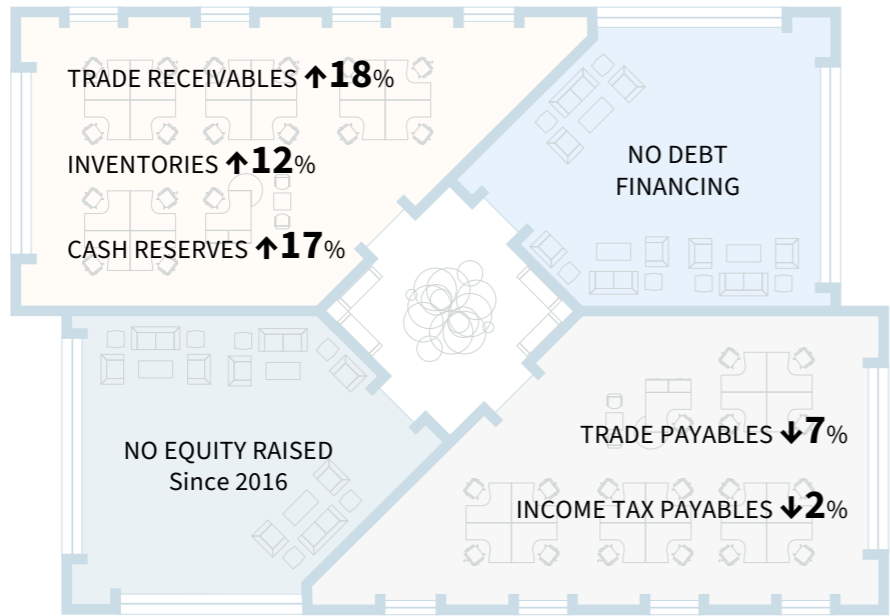 TRADE RECEIVABLES ↑18%
INVENTORIES ↑12%
CASH RESERVES ↑17%
NO DEBT
FINANCING
NO EQUITY RAISED
Since 2016
TRADE PAYABLES ↓7%
INCOME TAX PAYABLES ↓2%